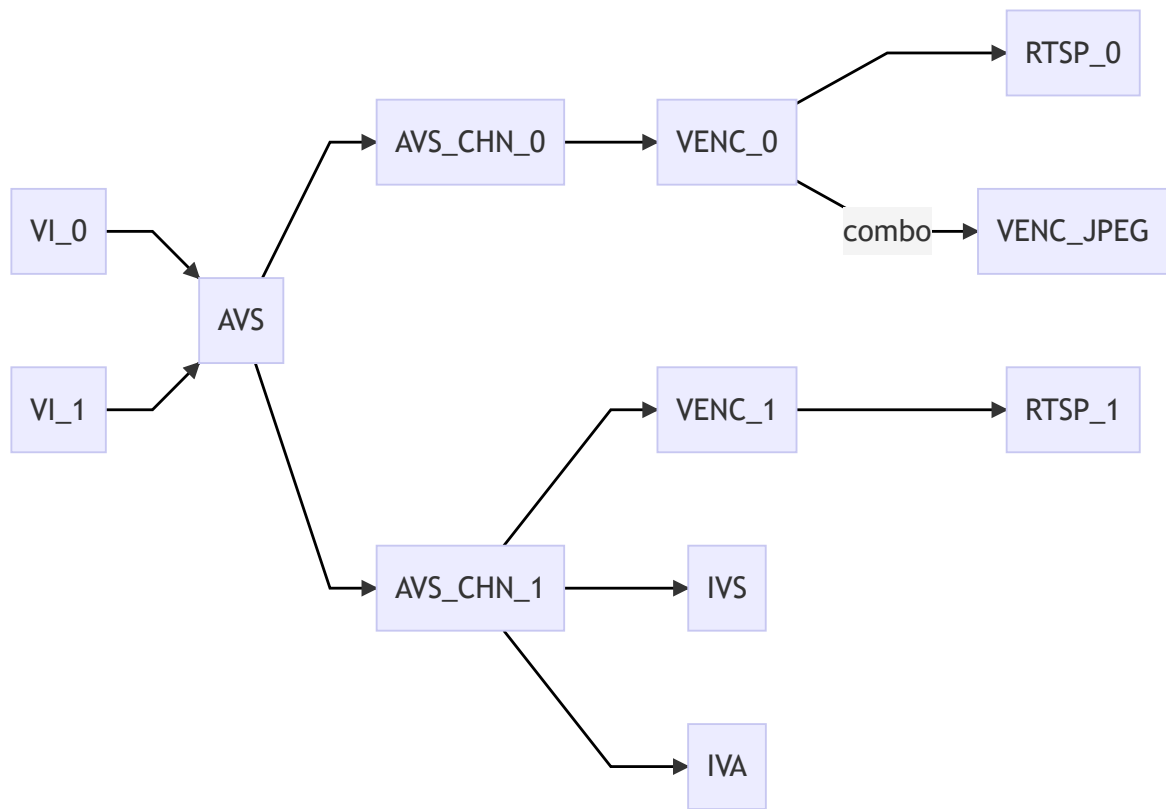 RTSP_0
AVS_CHN_0
VENC_0
VI_0
combo
VENC_JPEG
AVS
VI_1
VENC_1
RTSP_1
AVS_CHN_1
IVS
IVA